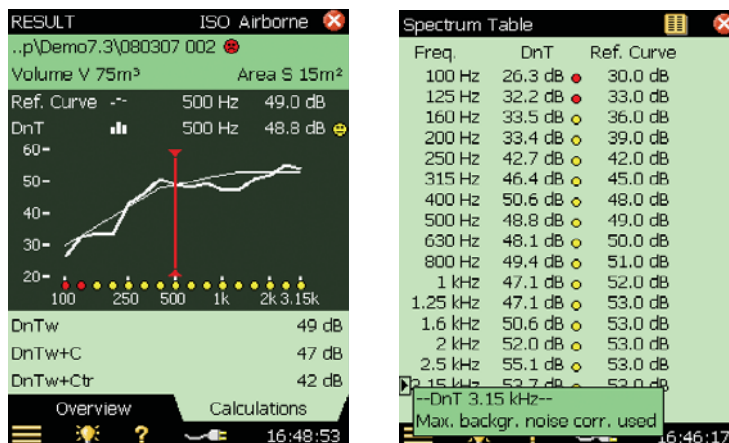 RESULT ISO Airborne
..p\Demo7.3\080307 002
Volume V 75m³ Area S 15m²
Ref. Curve 500 Hz 49.0 dB
DnT 500 Hz 48.8 dB
60
50
40
30
20
100 250 500 1k 2k 3.15k
DnTw 49 dB
DnTw+C 47 dB
DnTw+Ctr 42 dB
Overview Calculations
? 16:48:53
Spectrum Table
Freq. DnT Ref. Curve
100 Hz 26.3 dB 30.0 dB
125 Hz 32.2 dB 33.0 dB
160 Hz 33.5 dB 36.0 dB
200 Hz 33.4 dB 39.0 dB
250 Hz 42.7 dB 42.0 dB
315 Hz 46.4 dB 45.0 dB
400 Hz 50.6 dB 48.0 dB
500 Hz 48.8 dB 49.0 dB
630 Hz 48.1 dB 50.0 dB
800 Hz 49.4 dB 51.0 dB
1 kHz 47.1 dB 52.0 dB
1.25 kHz 47.1 dB 53.0 dB
1.6 kHz 50.6 dB 53.0 dB
2 kHz 52.0 dB 53.0 dB
2.5 kHz 55.1 dB 53.0 dB
3.15 kHz 53.7 dB 53.0 dB
--DnT 3.15 kHz--
Max. backgr. noise corr. used
16:46:17